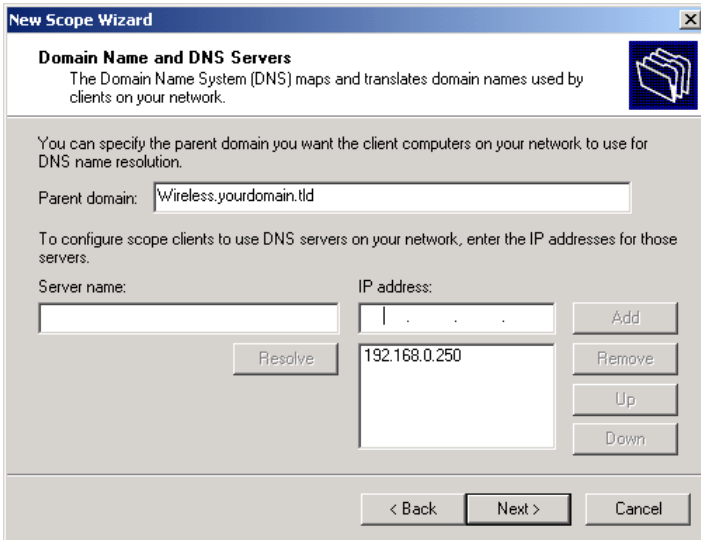 New Scope Wizard
Domain Name and DNS Servers
The Domain Name System (DNS) maps and translates domain names used by
clients on your network.
You can specify the parent domain you want the client computers on your network to use for
DNS name resolution.
Parent domain: Wireless.yourdomain.tld
To configure scope clients to use DNS servers on your network, enter the IP addresses for those
servers.
Server name: IP address:
. . . Add
Resolve 192.168.0.250 Remove
Up
Down
< Back Next > Cancel